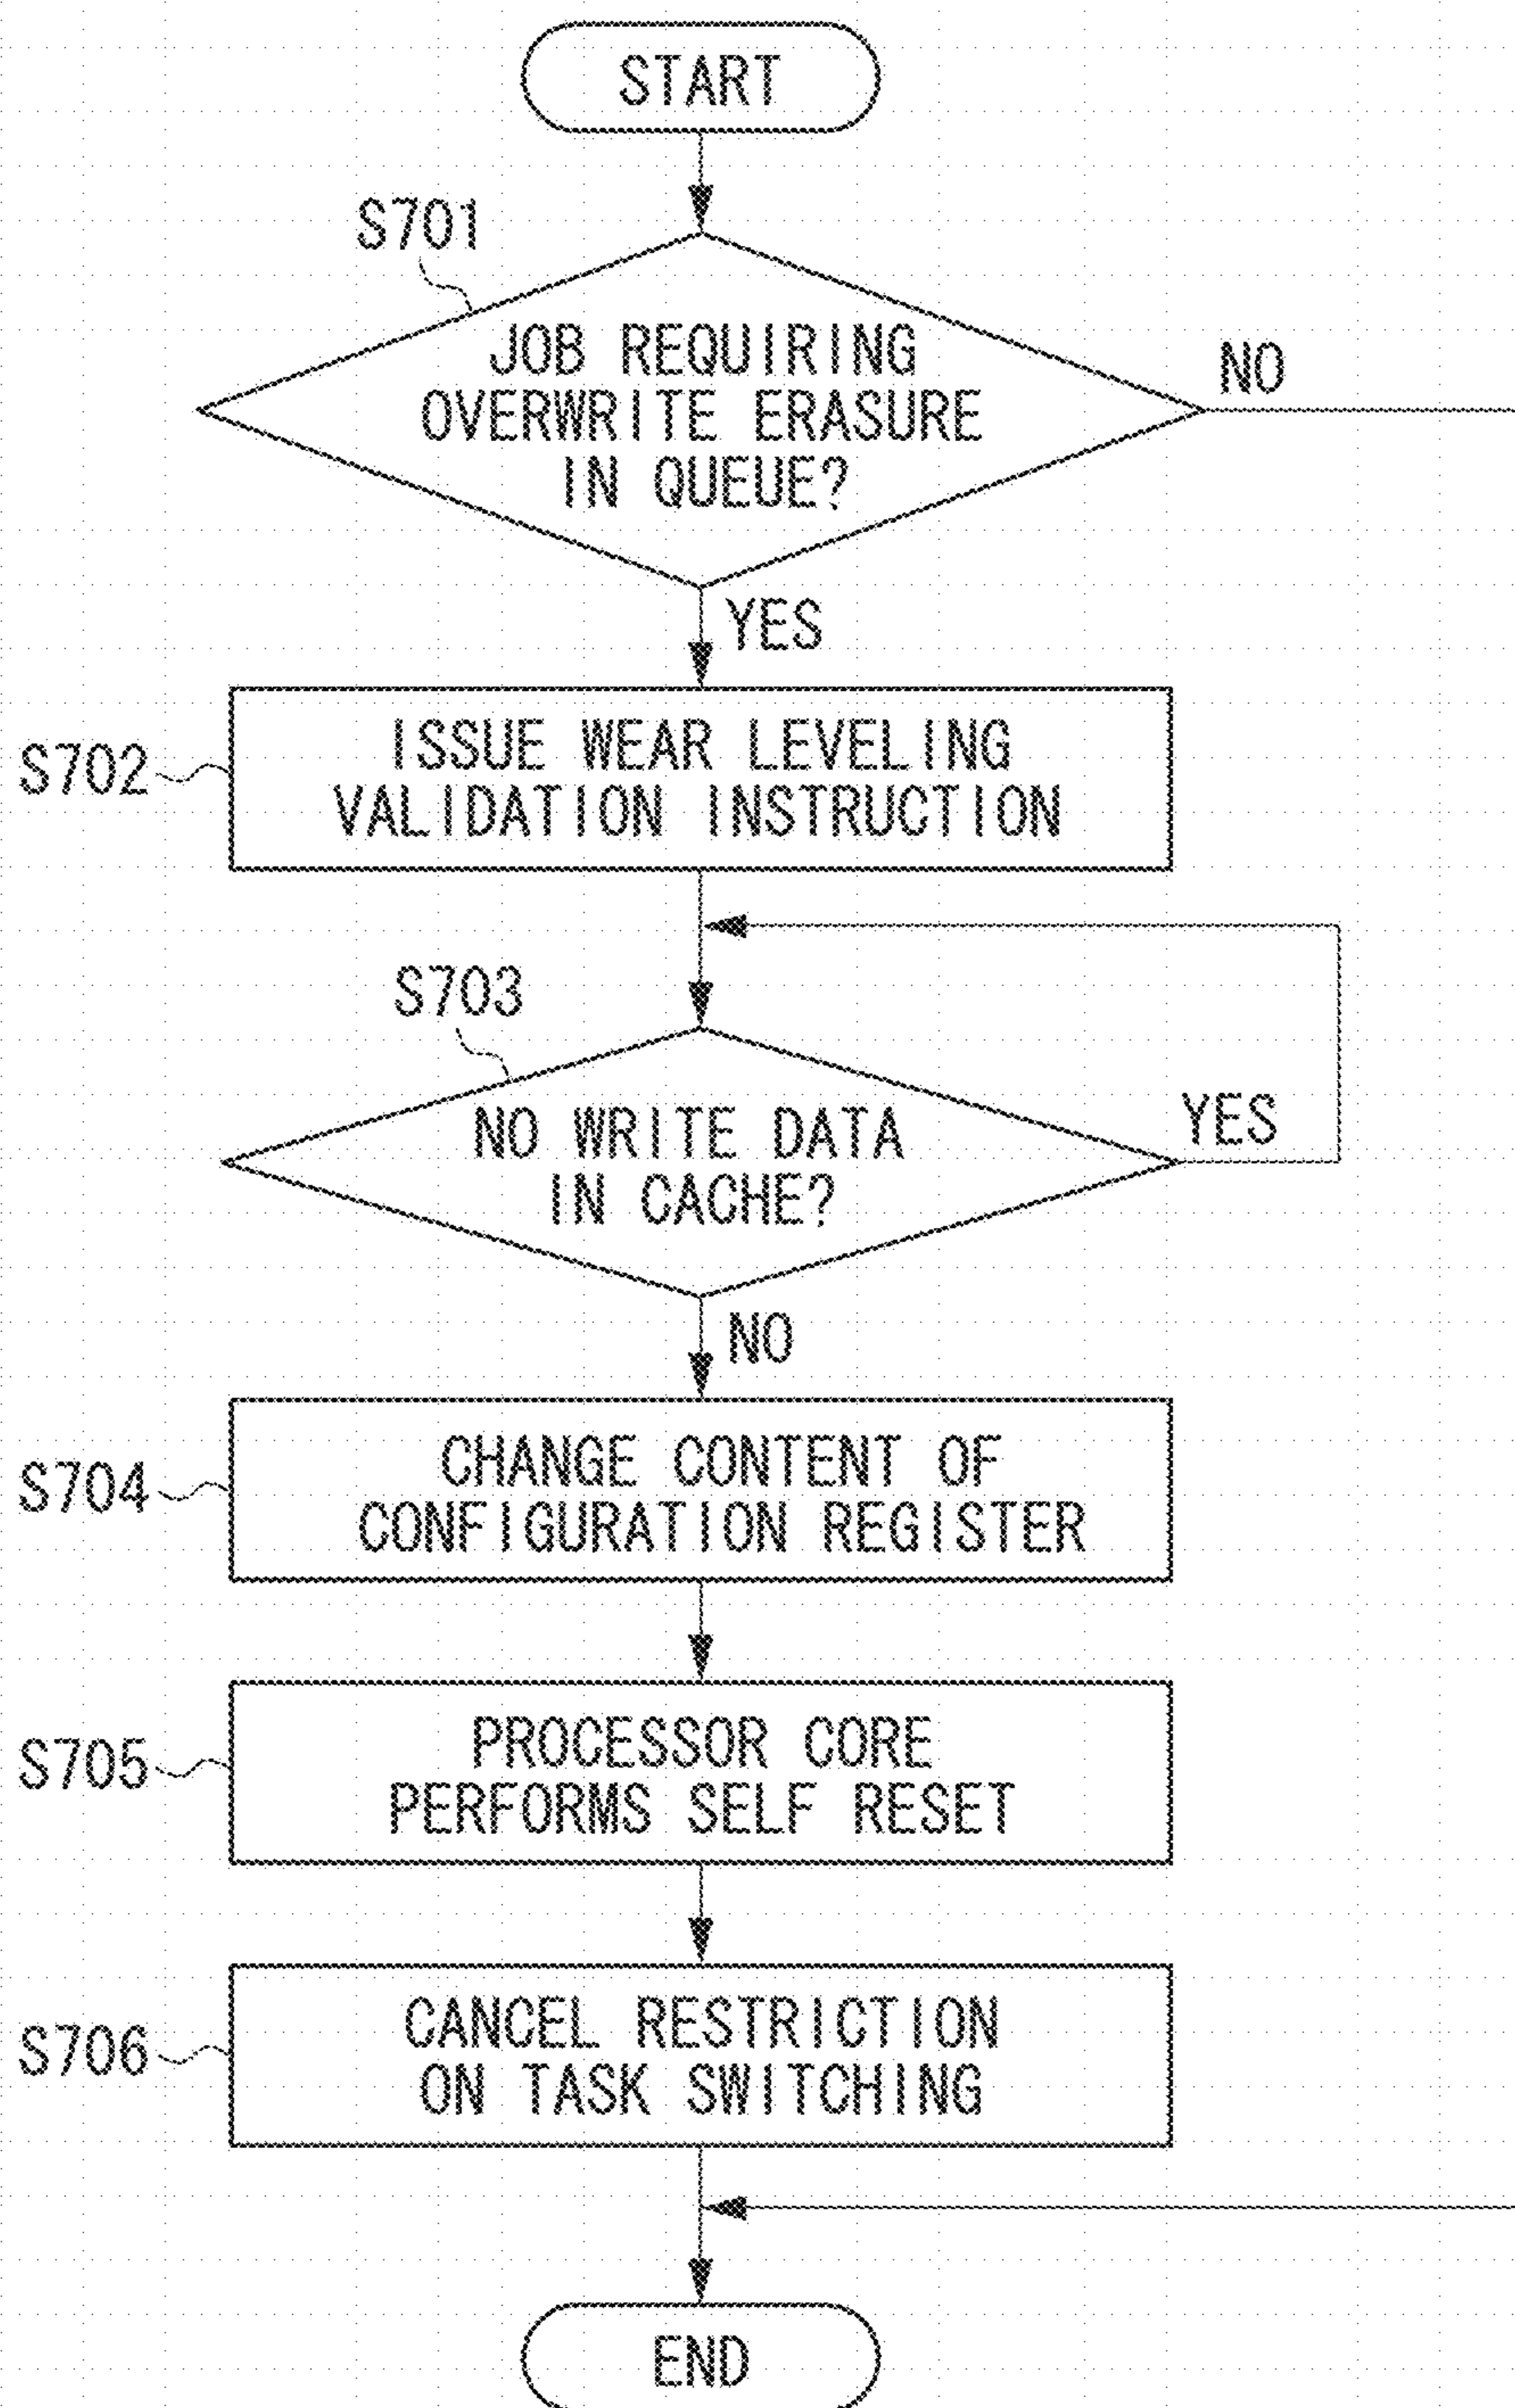 START
S701
JOB REQUIRING
OVERWRITE ERASURE
IN QUEUE?
NO
YES
S702
ISSUE WEAR LEVELING
VALIDATION INSTRUCTION
S703
NO WRITE DATA
IN CACHE?
YES
NO
S704
CHANGE CONTENT OF
CONFIGURATION REGISTER
S705
PROCESSOR CORE
PERFORMS SELF RESET
S706
CANCEL RESTRICTION
ON TASK SWITCHING
END